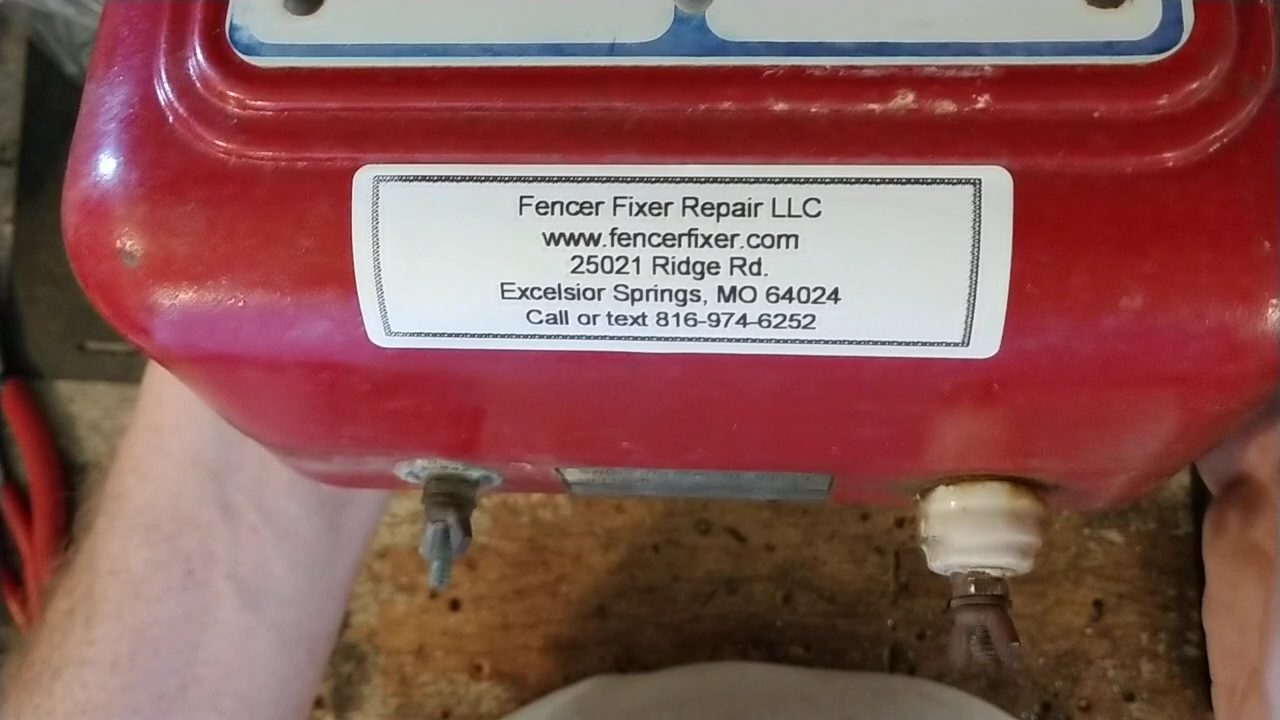 Fencer Fixer Repair LLC
www.fencerfixer.com
25021 Ridge Rd.
Excelsior Springs, MO 64024
Call or text 816-974-6252